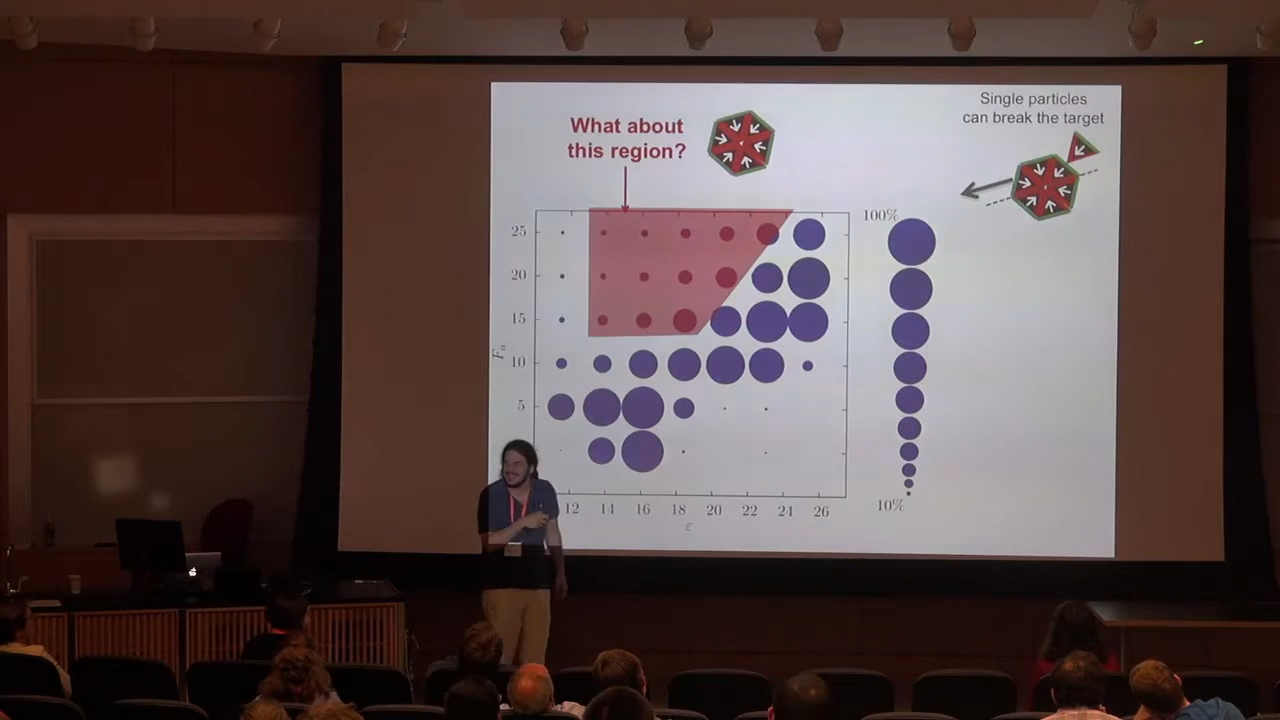 Single particles
can break the target
What about
this region?
100%
25
20
15
F_a
10
5
10%
12 14 16 18 20 22 24 26
ε